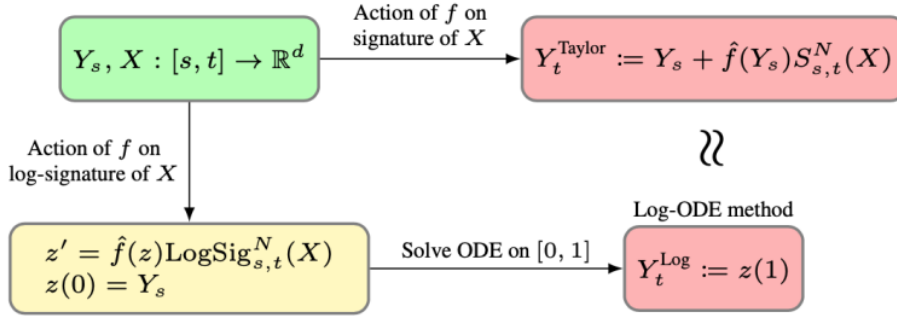 Y_s, X : [s, t] → ℝ^d
Action of f on
signature of X
Y_t^Taylor := Y_s + f̂(Y_s)S_{s,t}^N(X)
Action of f on
log-signature of X
≈
Log-ODE method
z′ = f̂(z)LogSig_{s,t}^N(X)
z(0) = Y_s
Solve ODE on [0, 1]
Y_t^Log := z(1)